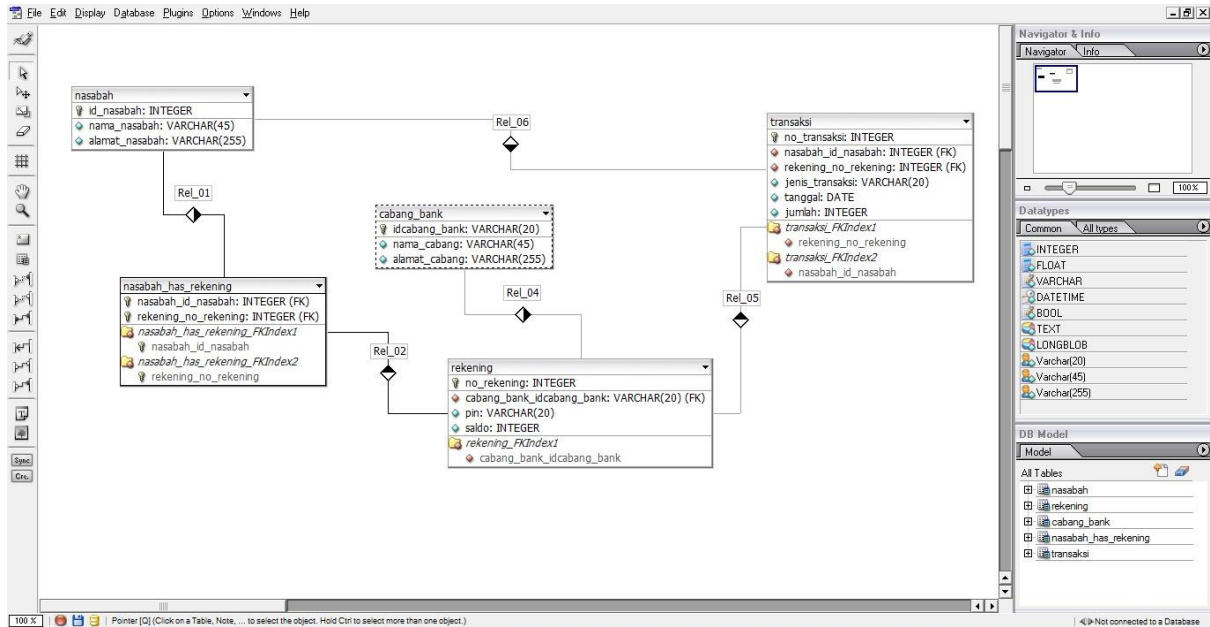 File Edit Display Database Plugins Options Windows Help
nasabah
id_nasabah: INTEGER
nama_nasabah: VARCHAR(45)
alamat_nasabah: VARCHAR(255)
Rel_01
nasabah_has_rekening
nasabah_id_nasabah: INTEGER (FK)
rekening_no_rekening: INTEGER (FK)
nasabah_has_rekening_FKIndex1
nasabah_id_nasabah
nasabah_has_rekening_FKIndex2
rekening_no_rekening
Rel_02
cabang_bank
idcabang_bank: VARCHAR(20)
nama_cabang: VARCHAR(45)
alamat_cabang: VARCHAR(255)
Rel_04
rekening
no_rekening: INTEGER
cabang_bank_idcabang_bank: VARCHAR(20) (FK)
pin: VARCHAR(20)
saldo: INTEGER
rekening_FKIndex1
cabang_bank_idcabang_bank
Rel_06
Rel_05
transaksi
no_transaksi: INTEGER
nasabah_id_nasabah: INTEGER (FK)
rekening_no_rekening: INTEGER (FK)
jenis_transaksi: VARCHAR(20)
tanggal: DATE
jumlah: INTEGER
transaksi_FKIndex1
rekening_no_rekening
transaksi_FKIndex2
nasabah_id_nasabah
Sync
Navigator & Info
Navigator Info
100%
Datatypes
Common All types
INTEGER
FLOAT
VARCHAR
DATETIME
BOOL
TEXT
LONGBLOB
Varchar(20)
Varchar(45)
Varchar(255)
DB Model
Model
All Tables
nasabah
rekening
cabang_bank
nasabah_has_rekening
transaksi
100 % Pointer [Q] (Click on a Table, Note, ... to select the object. Hold Ctrl to select more than one object.) Not connected to a Database